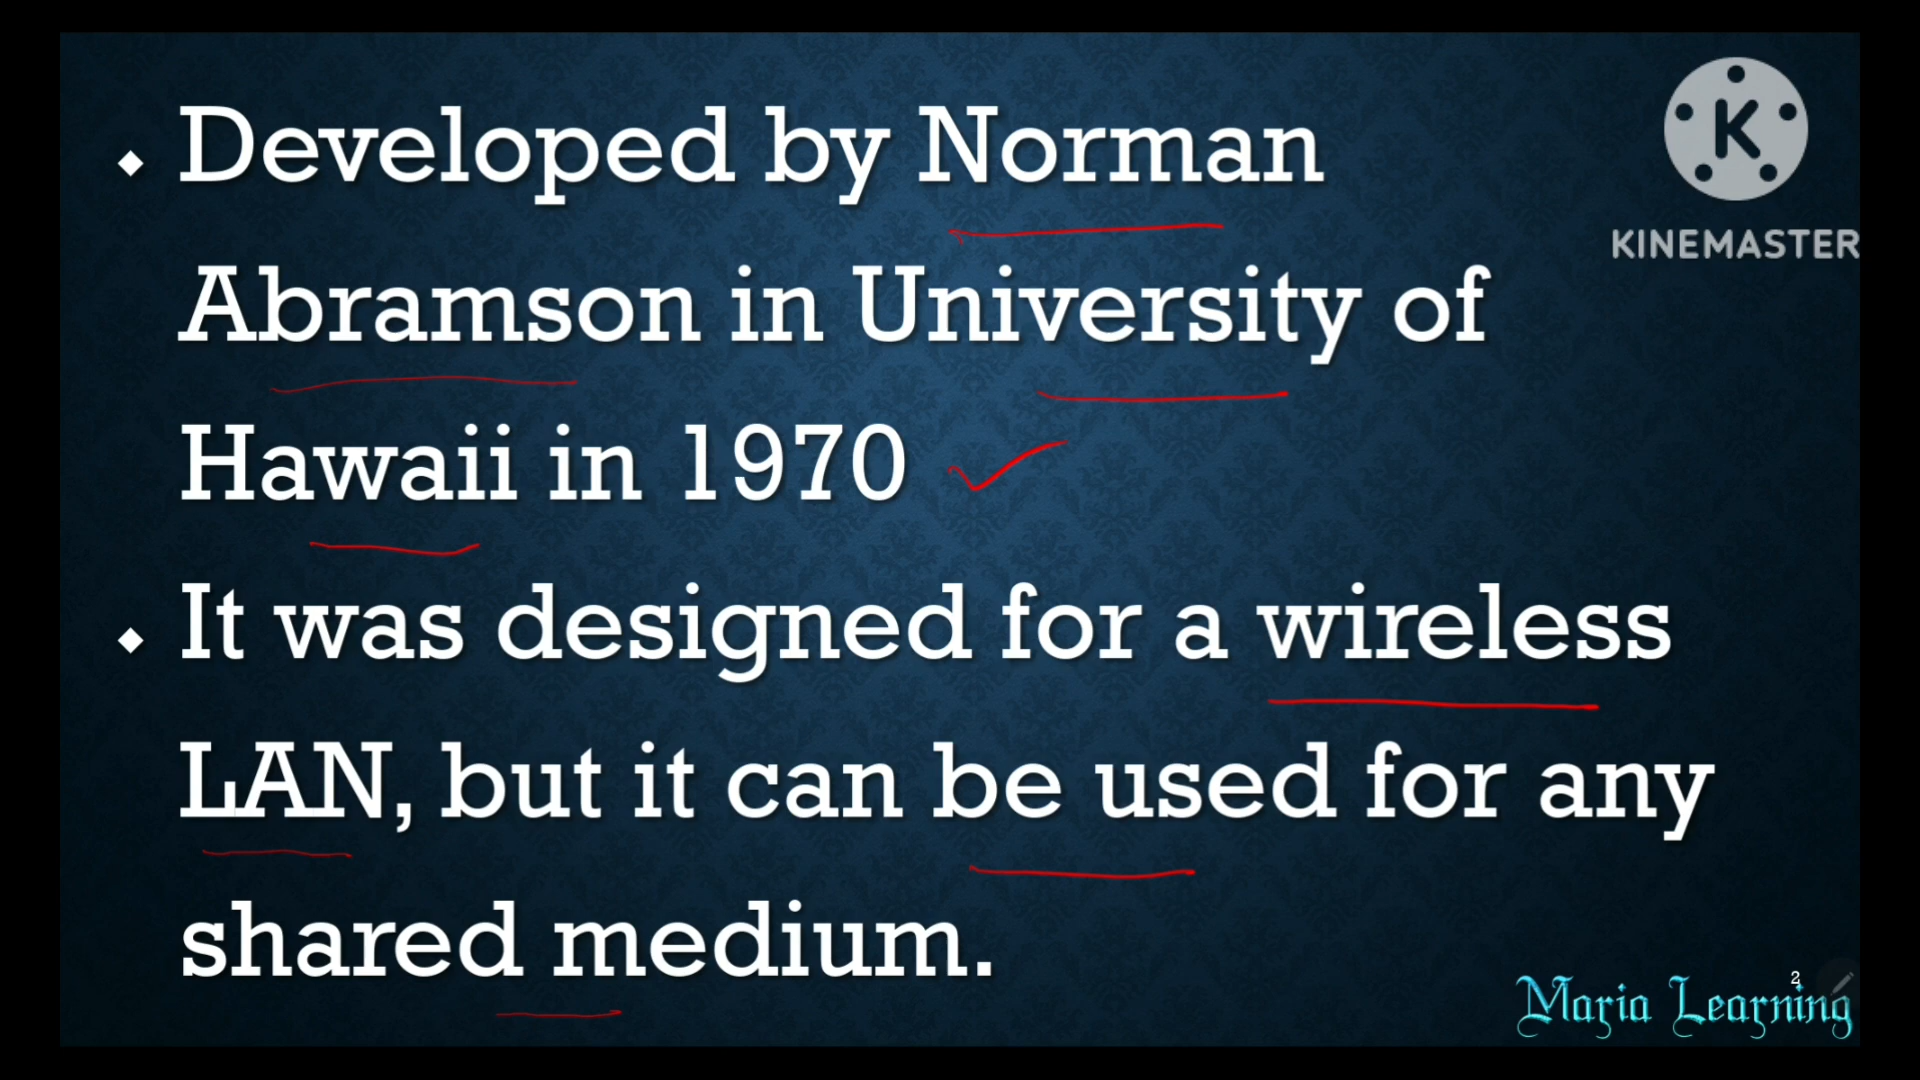 Developed by Norman
Abramson in University of
Hawaii in 1970
It was designed for a wireless
LAN, but it can be used for any
shared medium.
K
KINEMASTER
2
Maria Learning